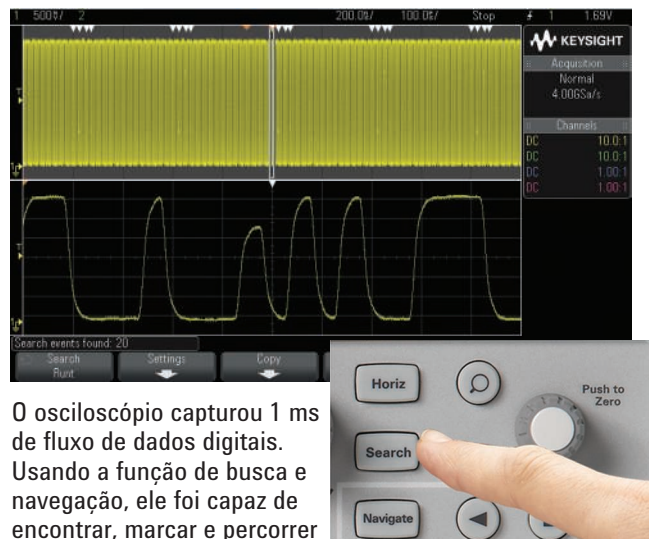 1 500▽/ 2 200.0▽/ 100.0▽/ Stop 1 1.69V
KEYSIGHT
Acquisition
Normal
4.00GSa/s
Channels
DC 10.0:1
DC 10.0:1
DC 1.00:1
DC 1.00:1
Search events found: 20
Search Settings Copy
Runt
Horiz
Push to
Zero
Search
Navigate
O osciloscópio capturou 1 ms
de fluxo de dados digitais.
Usando a função de busca e
navegação, ele foi capaz de
encontrar, marcar e percorrer